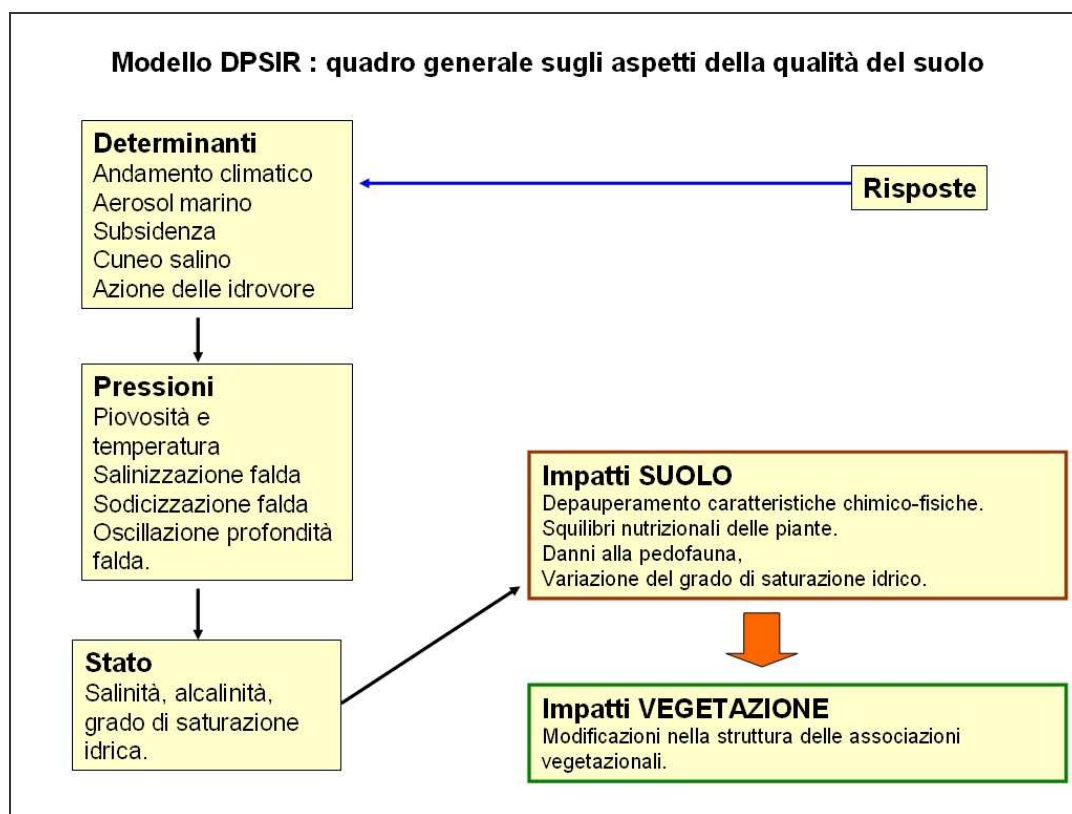 Modello DPSIR : quadro generale sugli aspetti della qualità del suolo
Determinanti
Andamento climatico
Aerosol marino
Subsidenza
Cuneo salino
Azione delle idrovore
Risposte
Pressioni
Piovosità e
temperatura
Salinizzazione falda
Sodicizzazione falda
Oscillazione profondità
falda.
Stato
Salinità, alcalinità,
grado di saturazione
idrica.
Impatti SUOLO
Depauperamento caratteristiche chimico-fisiche.
Squilibri nutrizionali delle piante.
Danni alla pedofauna,
Variazione del grado di saturazione idrico.
Impatti VEGETAZIONE
Modificazioni nella struttura delle associazioni
vegetazionali.